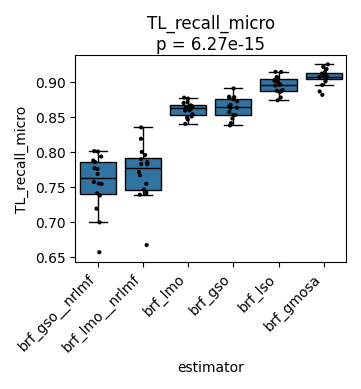 TL_recall_micro
p = 6.27e-15
TL_recall_micro
0.90
0.85
0.80
0.75
0.70
0.65
brf_gso__nrlmf
brf_lmo__nrlmf
brf_lmo
brf_gso
brf_lso
brf_gmosa
estimator